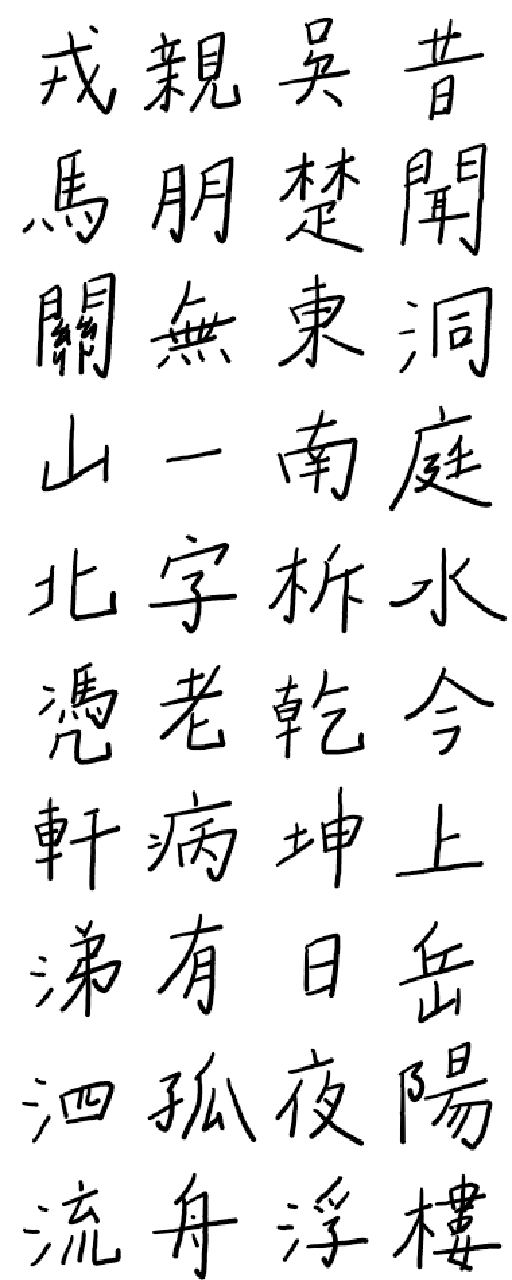 昔聞洞庭水今上岳陽樓
吳楚東南柝乾坤日夜浮
親朋無一字老病有孤舟
戎馬關山北凴軒涕泗流